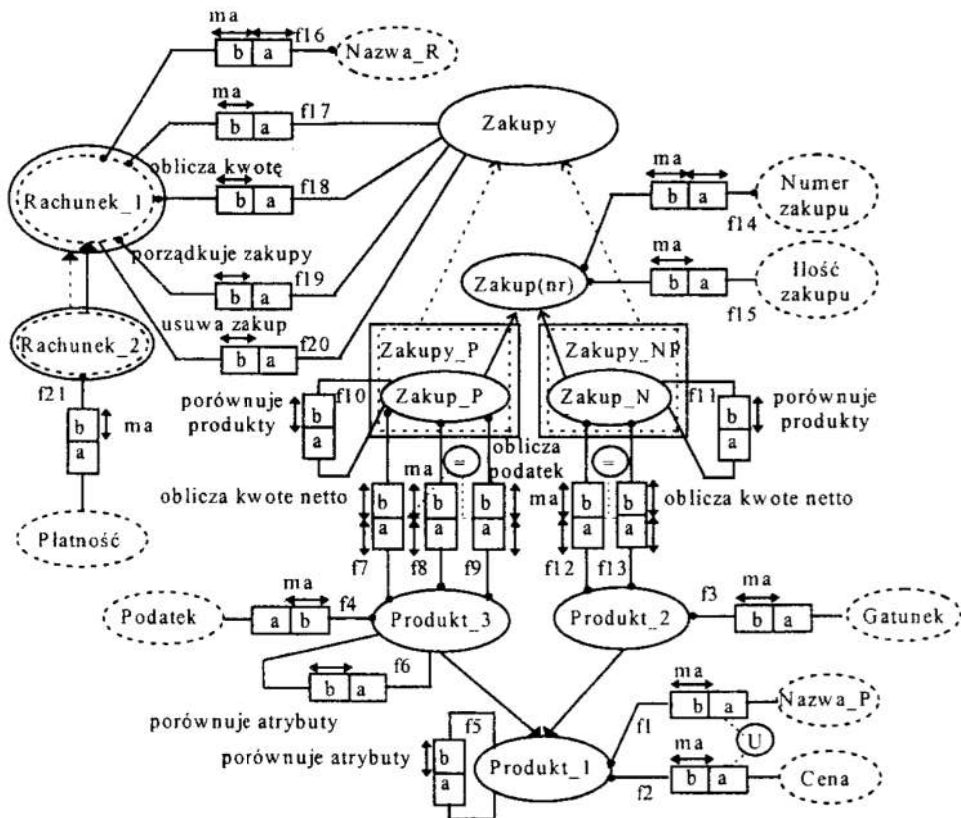 ma
f16
b a
Nazwa_R
ma
f17
b a
Zakupy
oblicza kwotę
f18
b a
Rachunek_1
ma
b a
f14
Numer
zakupu
porządkuje zakupy
f19
b a
Zakup(nr)
ma
b a
f15
Ilość
zakupu
usuwa zakup
f20
b a
Rachunek_2
Zakupy_P
Zakupy_NP
f21
b
a
ma
porównuje
produkty
f10
b
a
Zakup_P
Zakup_N
f11
b
a
porównuje
produkty
=
oblicza
podatek
=
ma
ma
oblicza kwote netto
b
a
b
a
b
a
b
a
b
a
oblicza kwote netto
Płatność
f7
f8
f9
f12
f13
Podatek
ma
a b
f4
Produkt_3
Produkt_2
f3
ma
b a
Gatunek
f6
b a
porównuje atrybuty
f5
porównuje atrybuty
b
a
Produkt_1
f1
ma
b a
Nazwa_P
U
f2
ma
b a
Cena